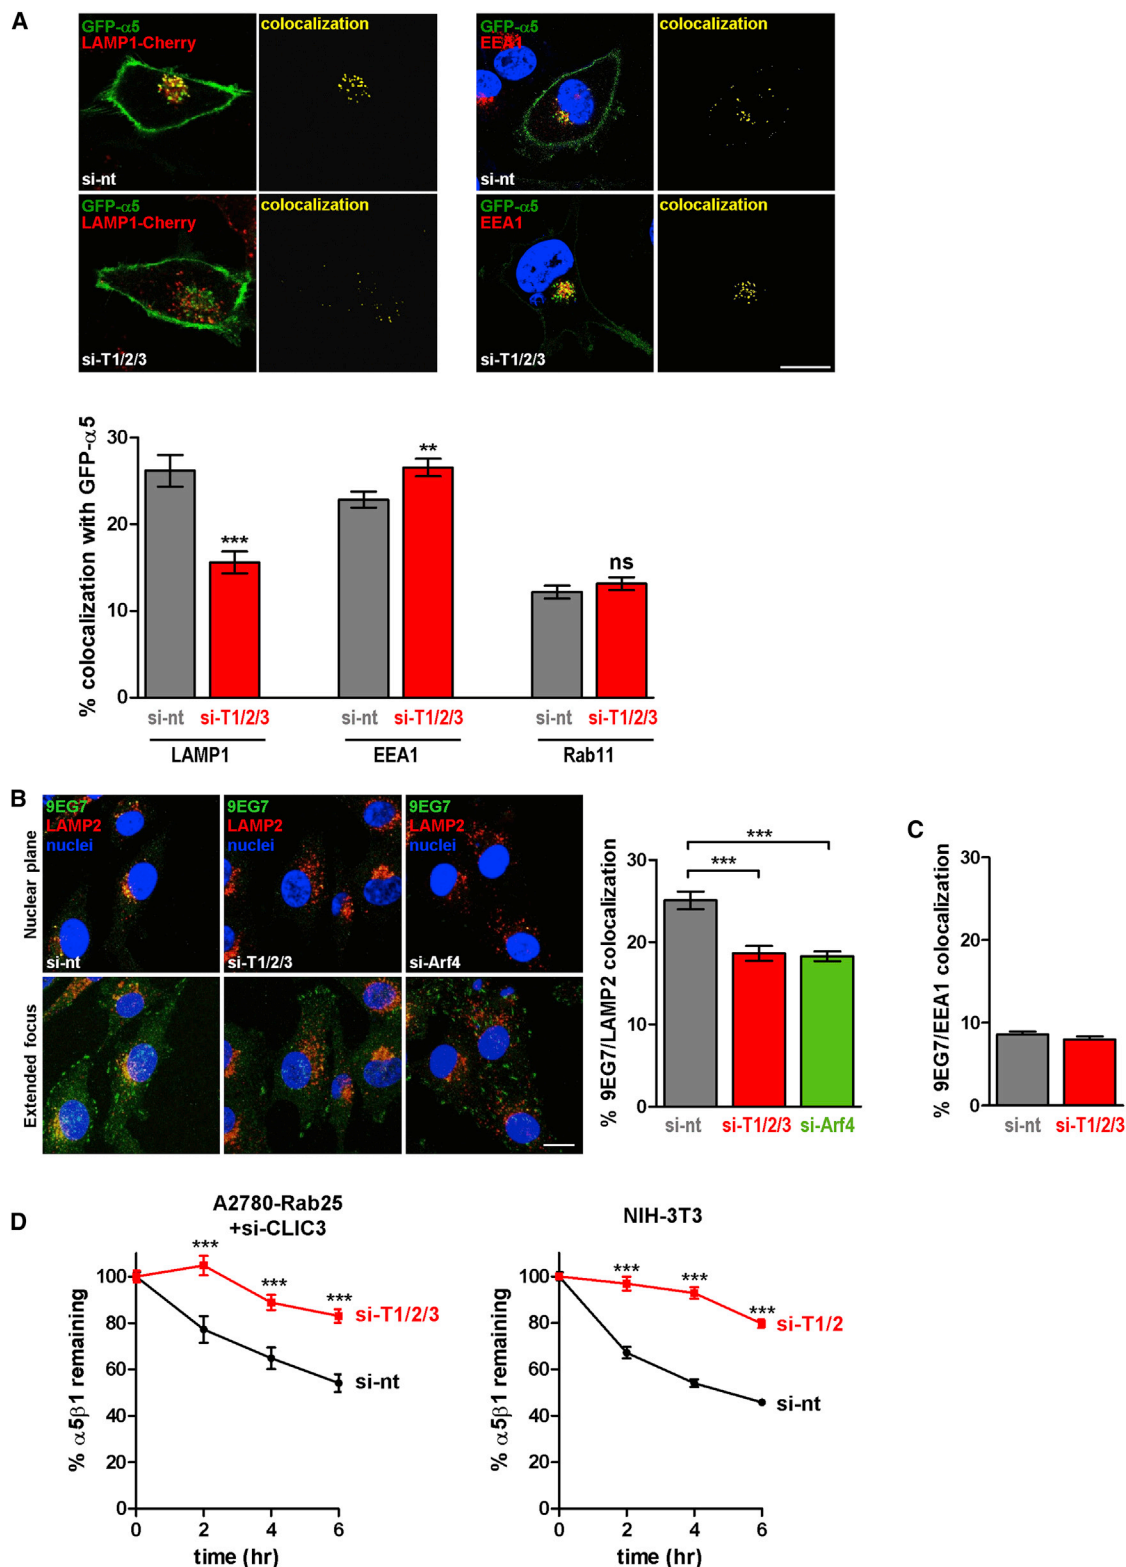 A
GFP-α5
LAMP1-Cherry
colocalization
si-nt
GFP-α5
EEA1
colocalization
si-nt
GFP-α5
LAMP1-Cherry
colocalization
si-T1/2/3
GFP-α5
EEA1
colocalization
si-T1/2/3
% colocalization with GFP-α5
30
20
10
0
***
**
ns
si-nt si-T1/2/3
si-nt si-T1/2/3
si-nt si-T1/2/3
LAMP1
EEA1
Rab11
B
Nuclear plane
Extended focus
9EG7
LAMP2
nuclei
si-nt
9EG7
LAMP2
nuclei
si-T1/2/3
9EG7
LAMP2
nuclei
si-Arf4
% 9EG7/LAMP2 colocalization
30
20
10
0
***
***
si-nt si-T1/2/3 si-Arf4
C
% 9EG7/EEA1 colocalization
30
20
10
0
si-nt si-T1/2/3
D
A2780-Rab25
+si-CLIC3
% α5β1 remaining
100
80
60
40
20
0
*** *** ***
si-T1/2/3
si-nt
0 2 4 6
time (hr)
NIH-3T3
% α5β1 remaining
100
80
60
40
20
0
*** *** ***
si-T1/2
si-nt
0 2 4 6
time (hr)